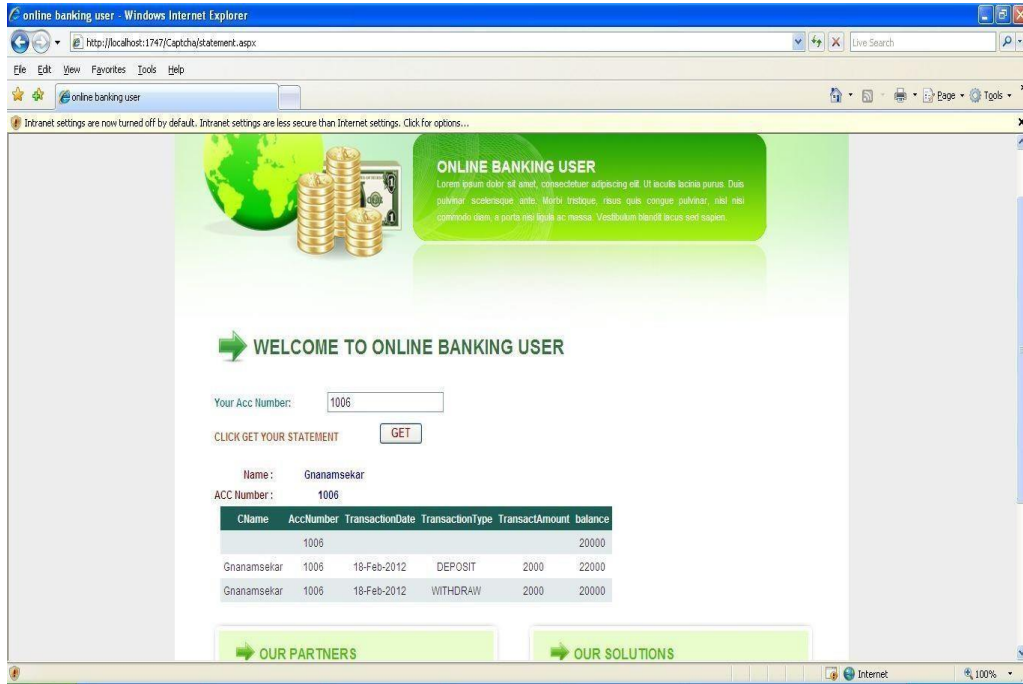 online banking user - Windows Internet Explorer
http://localhost:1747/Captcha/statement.aspx
Live Search
File Edit View Favorites Tools Help
online banking user
Page Tools
Intranet settings are now turned off by default. Intranet settings are less secure than Internet settings. Click for options...
ONLINE BANKING USER
Lorem ipsum dolor sit amet, consectetuer adipiscing elit. Ut iaculis lacinia purus. Duis
pulvinar scelerisque ante. Morbi tristique, risus quis congue pulvinar, nisl nisi
commodo diam, a porta nisi ligula ac massa. Vestibulum blandit lacus sed sapien.
WELCOME TO ONLINE BANKING USER
Your Acc Number: 1006
CLICK GET YOUR STATEMENT GET
Name : Gnanamsekar
ACC Number : 1006
CName AccNumber TransactionDate TransactionType TransactAmount balance
1006 20000
Gnanamsekar 1006 18-Feb-2012 DEPOSIT 2000 22000
Gnanamsekar 1006 18-Feb-2012 WITHDRAW 2000 20000
OUR PARTNERS OUR SOLUTIONS
Internet 100%